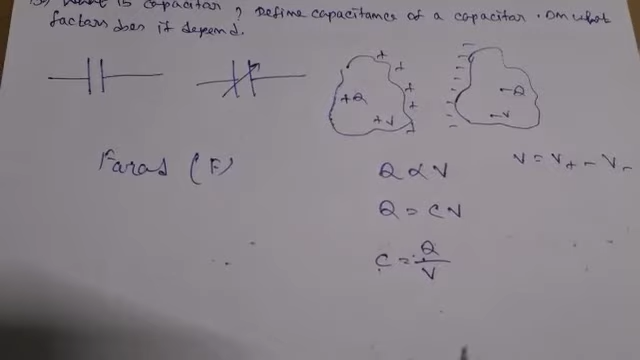 What is capacitor ? Define capacitance of a capacitor . On what
factors does it depend.
+Q
+V
-Q
-V
Farad (F)
Q ∝ V
V = V+ - V-
Q = CV
C = Q/V